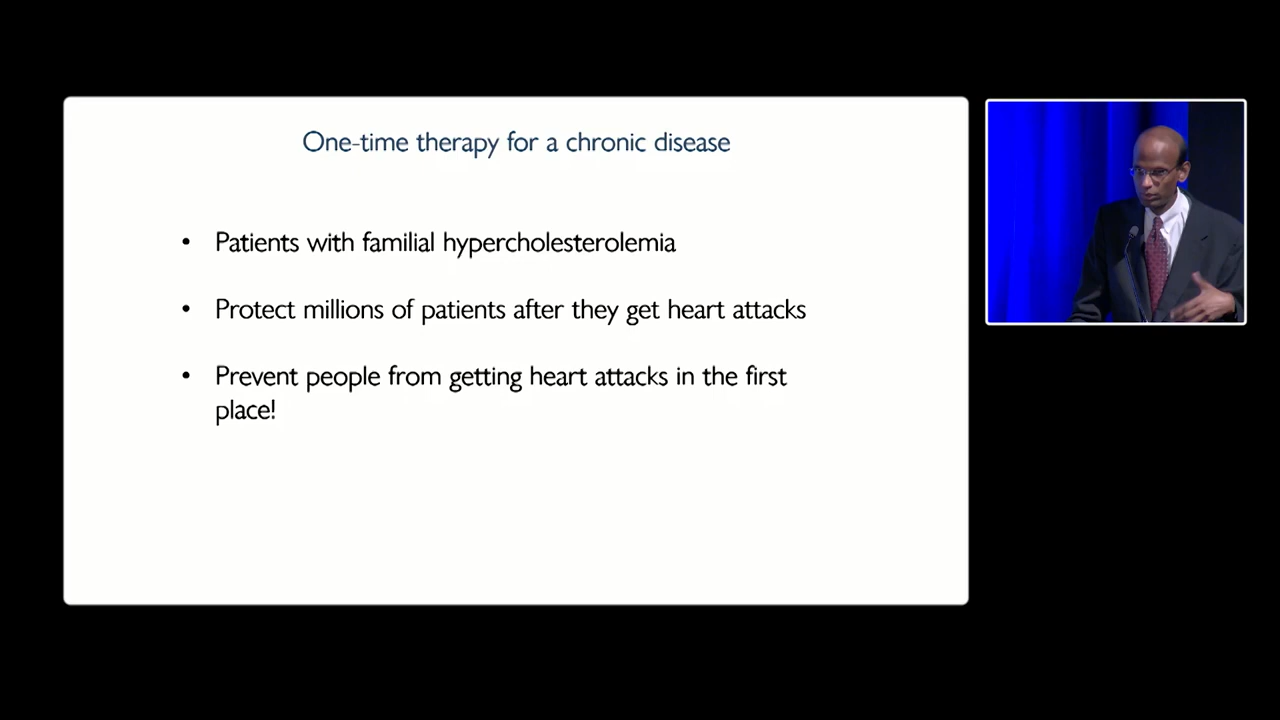 One-time therapy for a chronic disease
• Patients with familial hypercholesterolemia
• Protect millions of patients after they get heart attacks
• Prevent people from getting heart attacks in the first
place!